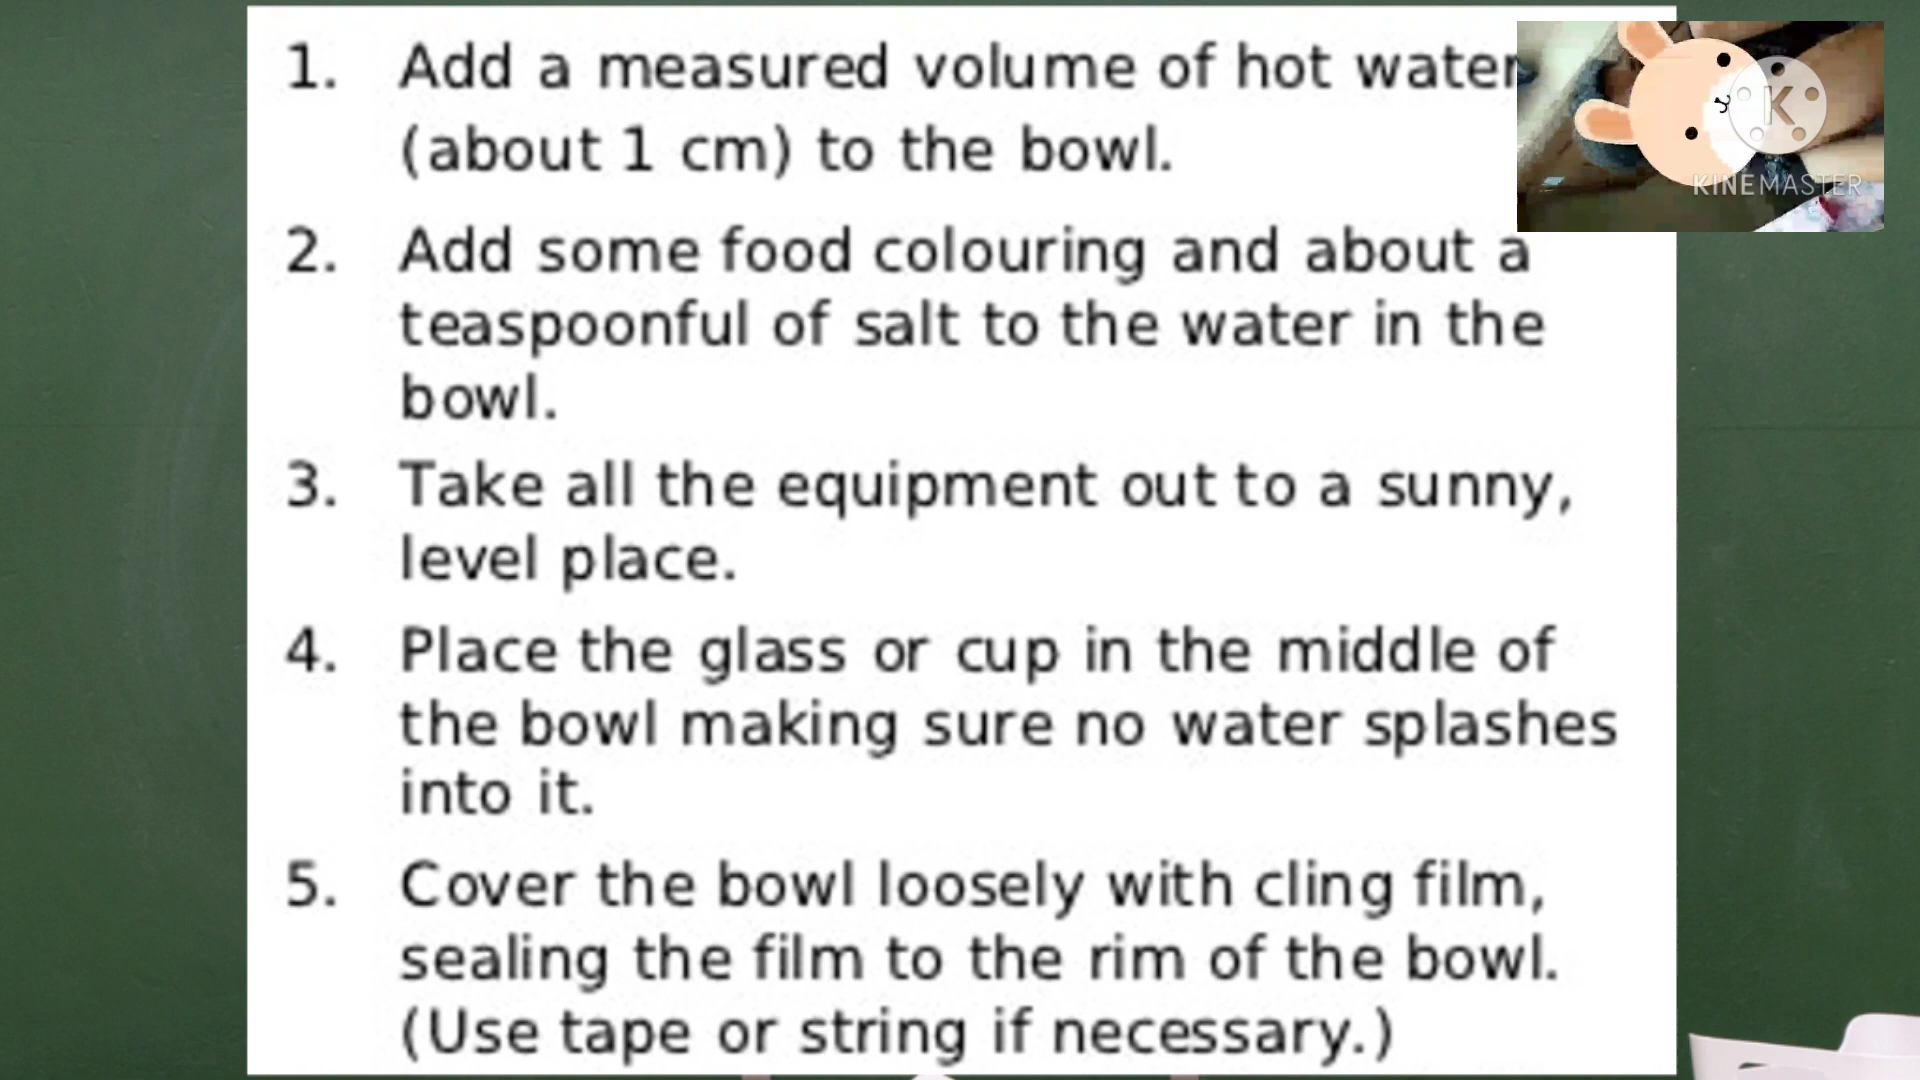 1. Add a measured volume of hot water
(about 1 cm) to the bowl.
2. Add some food colouring and about a
teaspoonful of salt to the water in the
bowl.
3. Take all the equipment out to a sunny,
level place.
4. Place the glass or cup in the middle of
the bowl making sure no water splashes
into it.
5. Cover the bowl loosely with cling film,
sealing the film to the rim of the bowl.
(Use tape or string if necessary.)
K
KINEMASTER